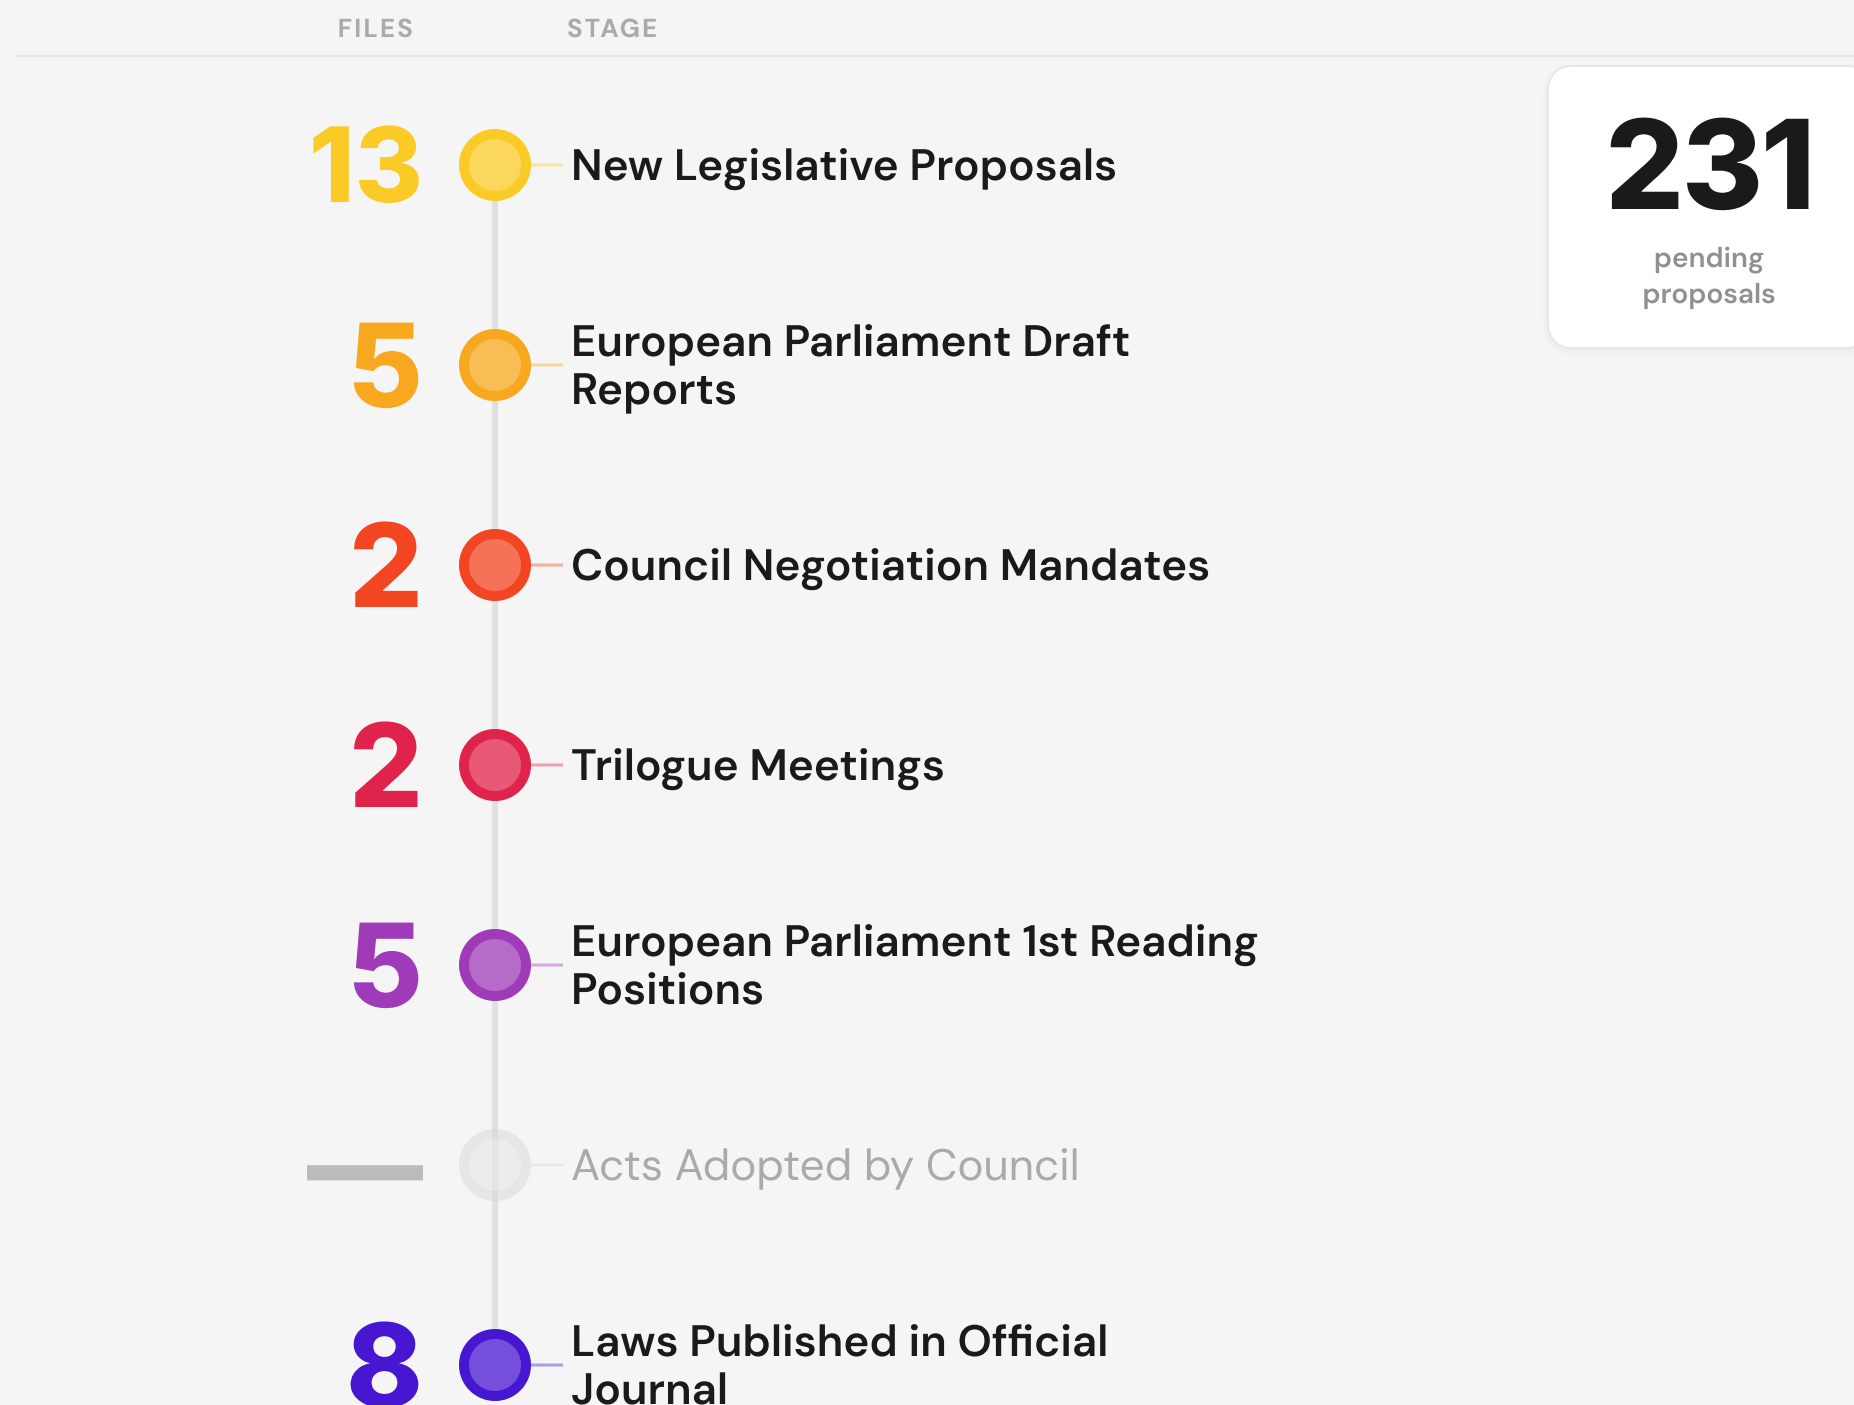 FILES STAGE
13 New Legislative Proposals
231
pending
proposals
5 European Parliament Draft
Reports
2 Council Negotiation Mandates
2 Trilogue Meetings
5 European Parliament 1st Reading
Positions
— Acts Adopted by Council
8 Laws Published in Official
Journal